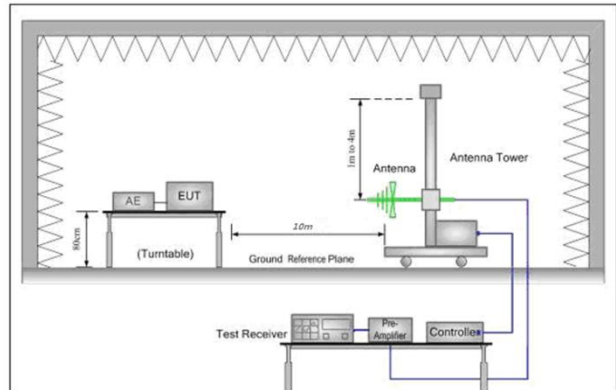 1m to 4m
Antenna
Antenna Tower
AE
EUT
80cm
(Turntable)
10m
Ground Reference Plane
Test Receiver
Pre-
Amplifier
Controller